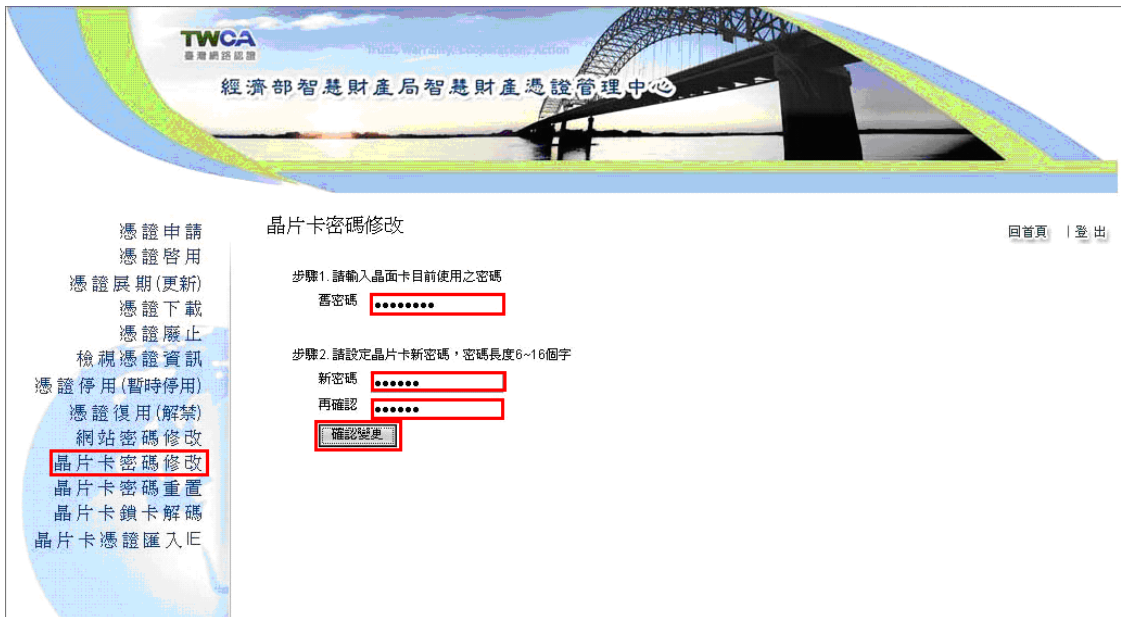 TWCA
臺灣網路認證
Trust, Warranty, Cooperation, Action
經濟部智慧財產局智慧財產憑證管理中心
憑證申請
憑證啓用
憑證展期(更新)
憑證下載
憑證廢止
檢視憑證資訊
憑證停用(暫時停用)
憑證復用(解禁)
網站密碼修改
晶片卡密碼修改
晶片卡密碼重置
晶片卡鎖卡解碼
晶片卡憑證匯入IE
晶片卡密碼修改
回首頁 | 登出
步驟1.請輸入晶面卡目前使用之密碼
舊密碼 ••••••••
步驟2.請設定晶片卡新密碼，密碼長度6~16個字
新密碼 ••••••
再確認 ••••••
確認變更